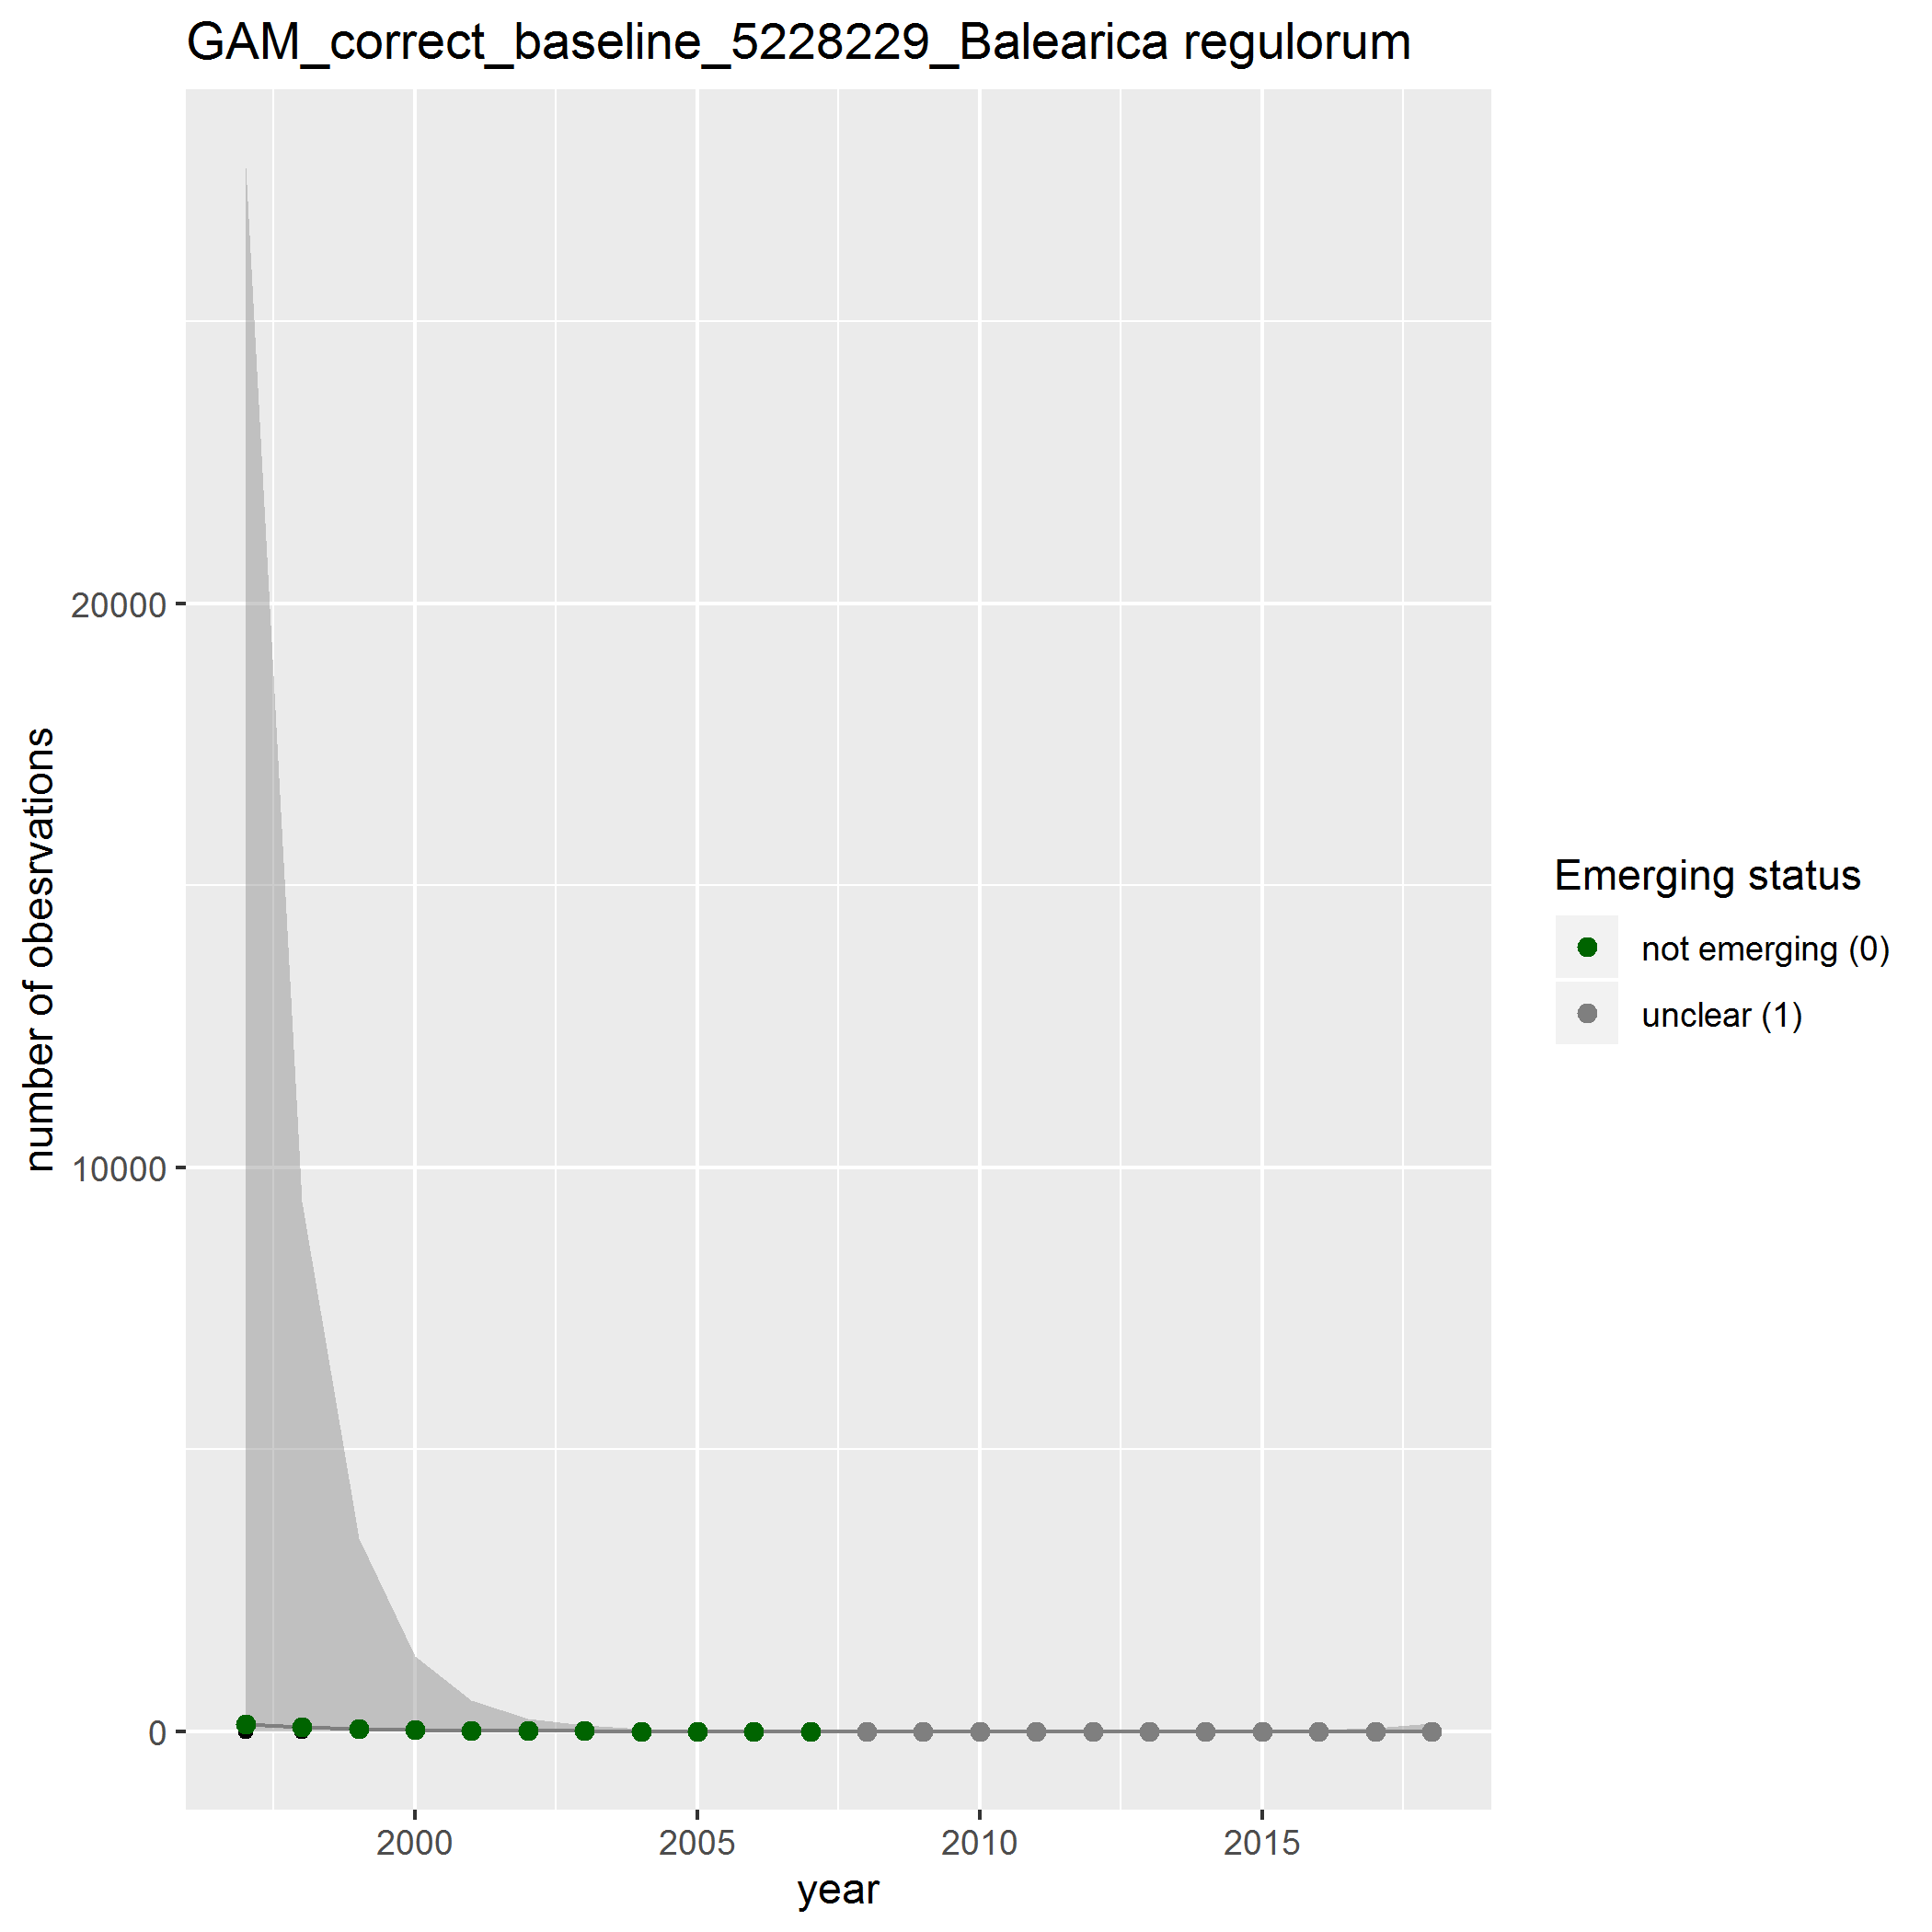 GAM_correct_baseline_5228229_Balearica regulorum
number of obesrvations
20000
10000
0
2000
2005
2010
2015
year
Emerging status
not emerging (0)
unclear (1)